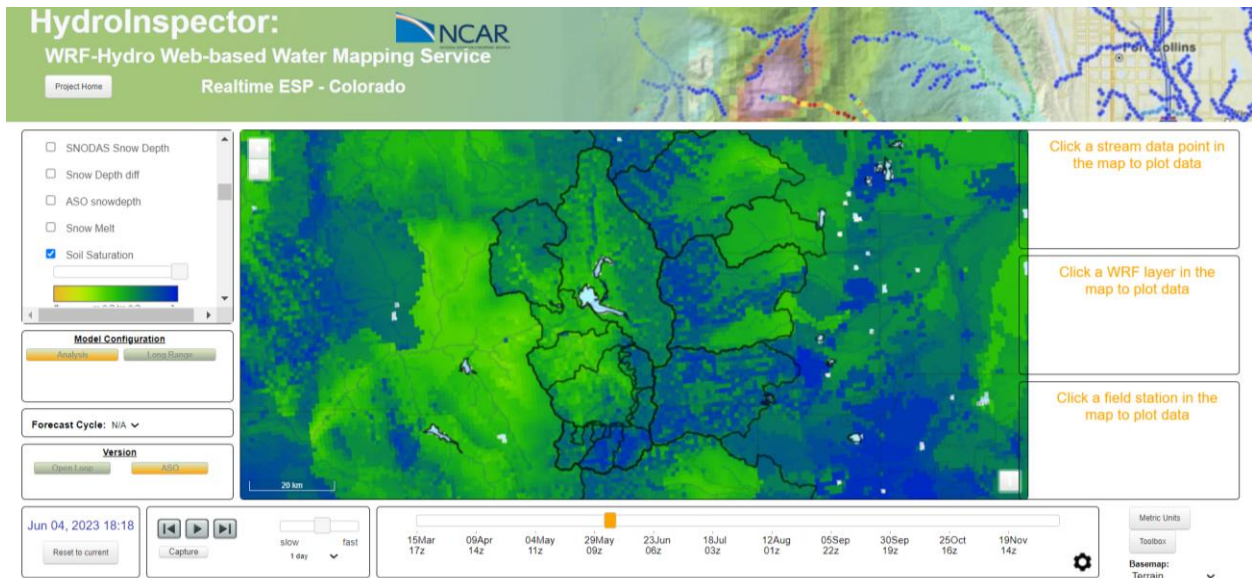 HydroInspector:
NCAR
WRF-Hydro Web-based Water Mapping Service
Project Home
Realtime ESP - Colorado
Fort Collins
SNODAS Snow Depth
Snow Depth diff
ASO snowdepth
Snow Melt
Soil Saturation
Model Configuration
Analysis Long Range
Forecast Cycle: N/A
Version
Open Loop ASO
20 km
Click a stream data point in
the map to plot data
Click a WRF layer in the
map to plot data
Click a field station in the
map to plot data
Jun 04, 2023 18:18
Reset to current
Capture
slow fast
1 day
15Mar 09Apr 04May 29May 23Jun 18Jul 12Aug 05Sep 30Sep 25Oct 19Nov
17z 14z 11z 09z 06z 03z 01z 22z 19z 16z 14z
Metric Units
Toolbox
Basemap:
Terrain